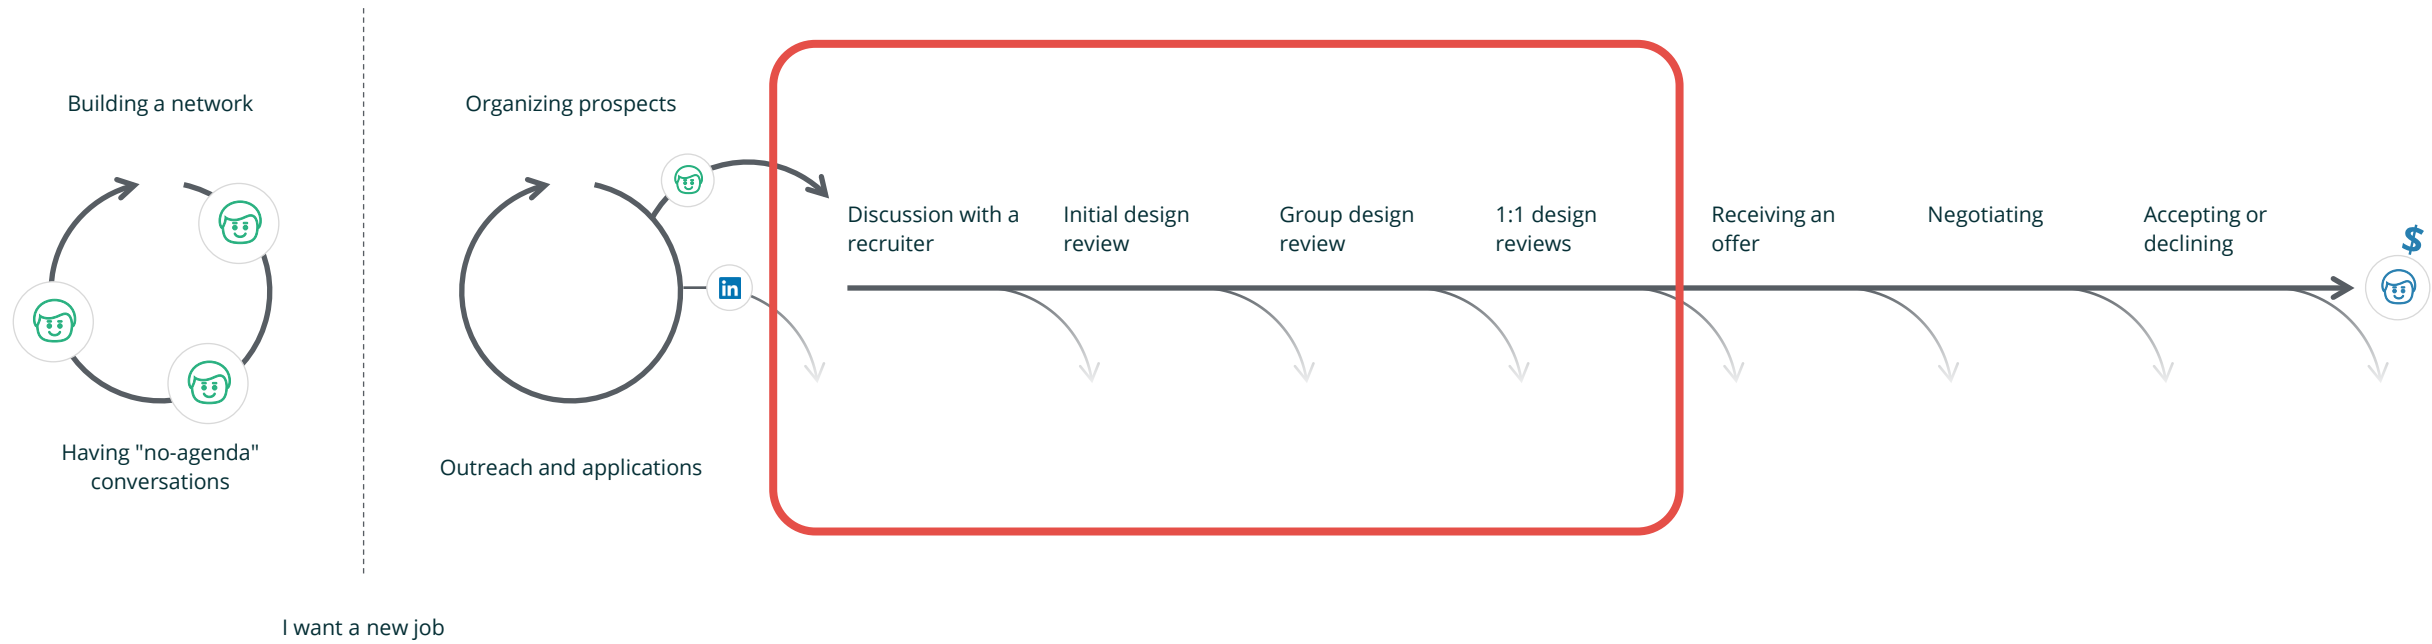 Building a network
Having "no-agenda"
conversations
I want a new job
Organizing prospects
Outreach and applications
in
Discussion with a
recruiter
Initial design
review
Group design
review
1:1 design
reviews
Receiving an
offer
Negotiating
Accepting or
declining
$